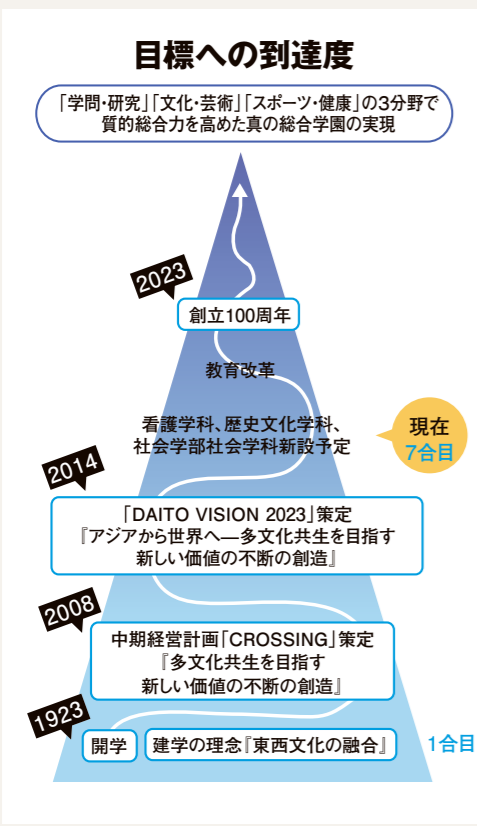 目標への到達度
「学問・研究」「文化・芸術」「スポーツ・健康」の3分野で
質的総合力を高めた真の総合学園の実現
2023
創立100周年
教育改革
看護学科、歴史文化学科、
社会学部社会学科新設予定
現在
7合目
2014
「DAITO VISION 2023」策定
『アジアから世界へ―多文化共生を目指す
新しい価値の不断の創造』
2008
中期経営計画「CROSSING」策定
『多文化共生を目指す
新しい価値の不断の創造』
1923
開学
建学の理念『東西文化の融合』
1合目